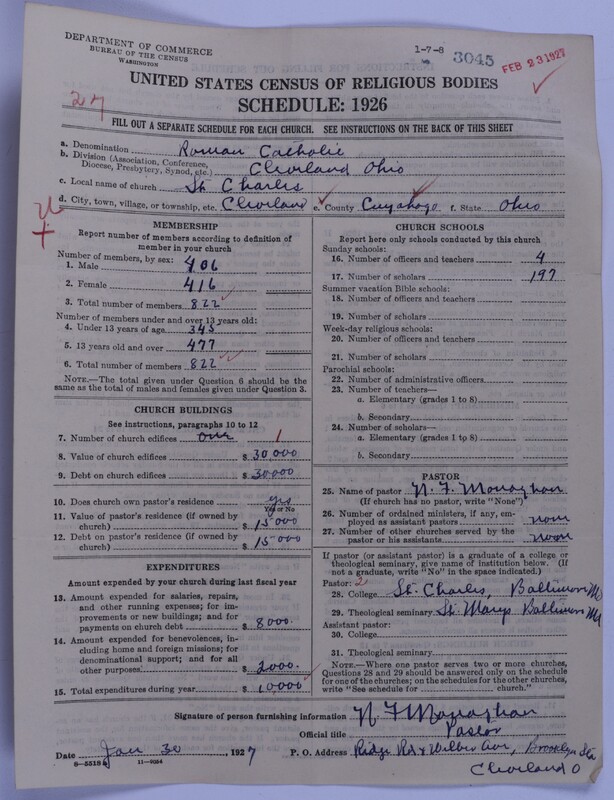 DEPARTMENT OF COMMERCE
BUREAU OF THE CENSUS
WASHINGTON
1-7-8
3045
FEB 23 1927
UNITED STATES CENSUS OF RELIGIOUS BODIES
SCHEDULE: 1926
27
FILL OUT A SEPARATE SCHEDULE FOR EACH CHURCH. SEE INSTRUCTIONS ON THE BACK OF THIS SHEET
a. Denomination Roman Catholic
b. Division (Association, Conference, Diocese, Presbytery, Synod, etc.) Cleveland Ohio
c. Local name of church St Charles
d. City, town, village, or township, etc. Cleveland e. County Cuyahoga f. State Ohio
MEMBERSHIP
Report number of members according to definition of
member in your church
Number of members, by sex:
1. Male 406
2. Female 416
3. Total number of members 822
Number of members under and over 13 years old:
4. Under 13 years of age 345
5. 13 years old and over 477
6. Total number of members 822
NOTE.—The total given under Question 6 should be
the same as the total of males and females given under Question 3.
CHURCH BUILDINGS
See instructions, paragraphs 10 to 12
7. Number of church edifices one 1
8. Value of church edifices $ 30000
9. Debt on church edifices $ 30000
10. Does church own pastor's residence yes
Yes or No
11. Value of pastor's residence (if owned by
church) $ 15000
12. Debt on pastor's residence (if owned by
church) $ 15000
EXPENDITURES
Amount expended by your church during last fiscal year
13. Amount expended for salaries, repairs,
and other running expenses; for im-
provements or new buildings; and for
payments on church debt $ 8000.
14. Amount expended for benevolences, in-
cluding home and foreign missions; for
denominational support; and for all
other purposes $ 2000.
15. Total expenditures during year $ 10,000
CHURCH SCHOOLS
Report here only schools conducted by this church
Sunday schools:
16. Number of officers and teachers 4
17. Number of scholars 197
Summer vacation Bible schools:
18. Number of officers and teachers
19. Number of scholars
Week-day religious schools:
20. Number of officers and teachers
21. Number of scholars
Parochial schools:
22. Number of administrative officers
23. Number of teachers—
a. Elementary (grades 1 to 8)
b. Secondary
24. Number of scholars—
a. Elementary (grades 1 to 8)
b. Secondary
PASTOR
25. Name of pastor N. F. Monaghan
(If church has no pastor, write "None")
26. Number of ordained ministers, if any, em-
ployed as assistant pastors none
27. Number of other churches served by the
pastor or his assistants none
If pastor (or assistant pastor) is a graduate of a college or
theological seminary, give name of institution below. (If
not a graduate, write "No" in the space indicated.)
Pastor: 2
28. College St. Charles, Baltimore Md
29. Theological seminary St. Marys Baltimore Md
Assistant pastor:
30. College
31. Theological seminary
NOTE.—Where one pastor serves two or more churches,
Questions 28 and 29 should be answered only on the schedule
for one of the churches; on the schedules for the other churches,
write "See schedule for church."
Signature of person furnishing information N F Monaghan
Official title Pastor
Date Jan 30, 1927 P. O. Address Ridge Rd & Wilber Ave, Brooklyn Sta
8-5518 11-9054
Cleveland O